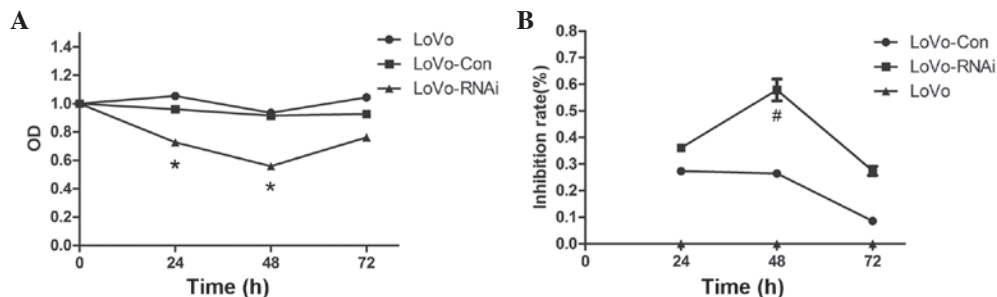 A
OD
1.4
1.2
1.0
0.8
0.6
0.4
0.2
0.0
0 24 48 72
Time (h)
LoVo
LoVo-Con
LoVo-RNAi
*
*
B
Inhibition rate(%)
0.8
0.7
0.6
0.5
0.4
0.3
0.2
0.1
0.0
0 24 48 72
Time (h)
LoVo-Con
LoVo-RNAi
LoVo
#